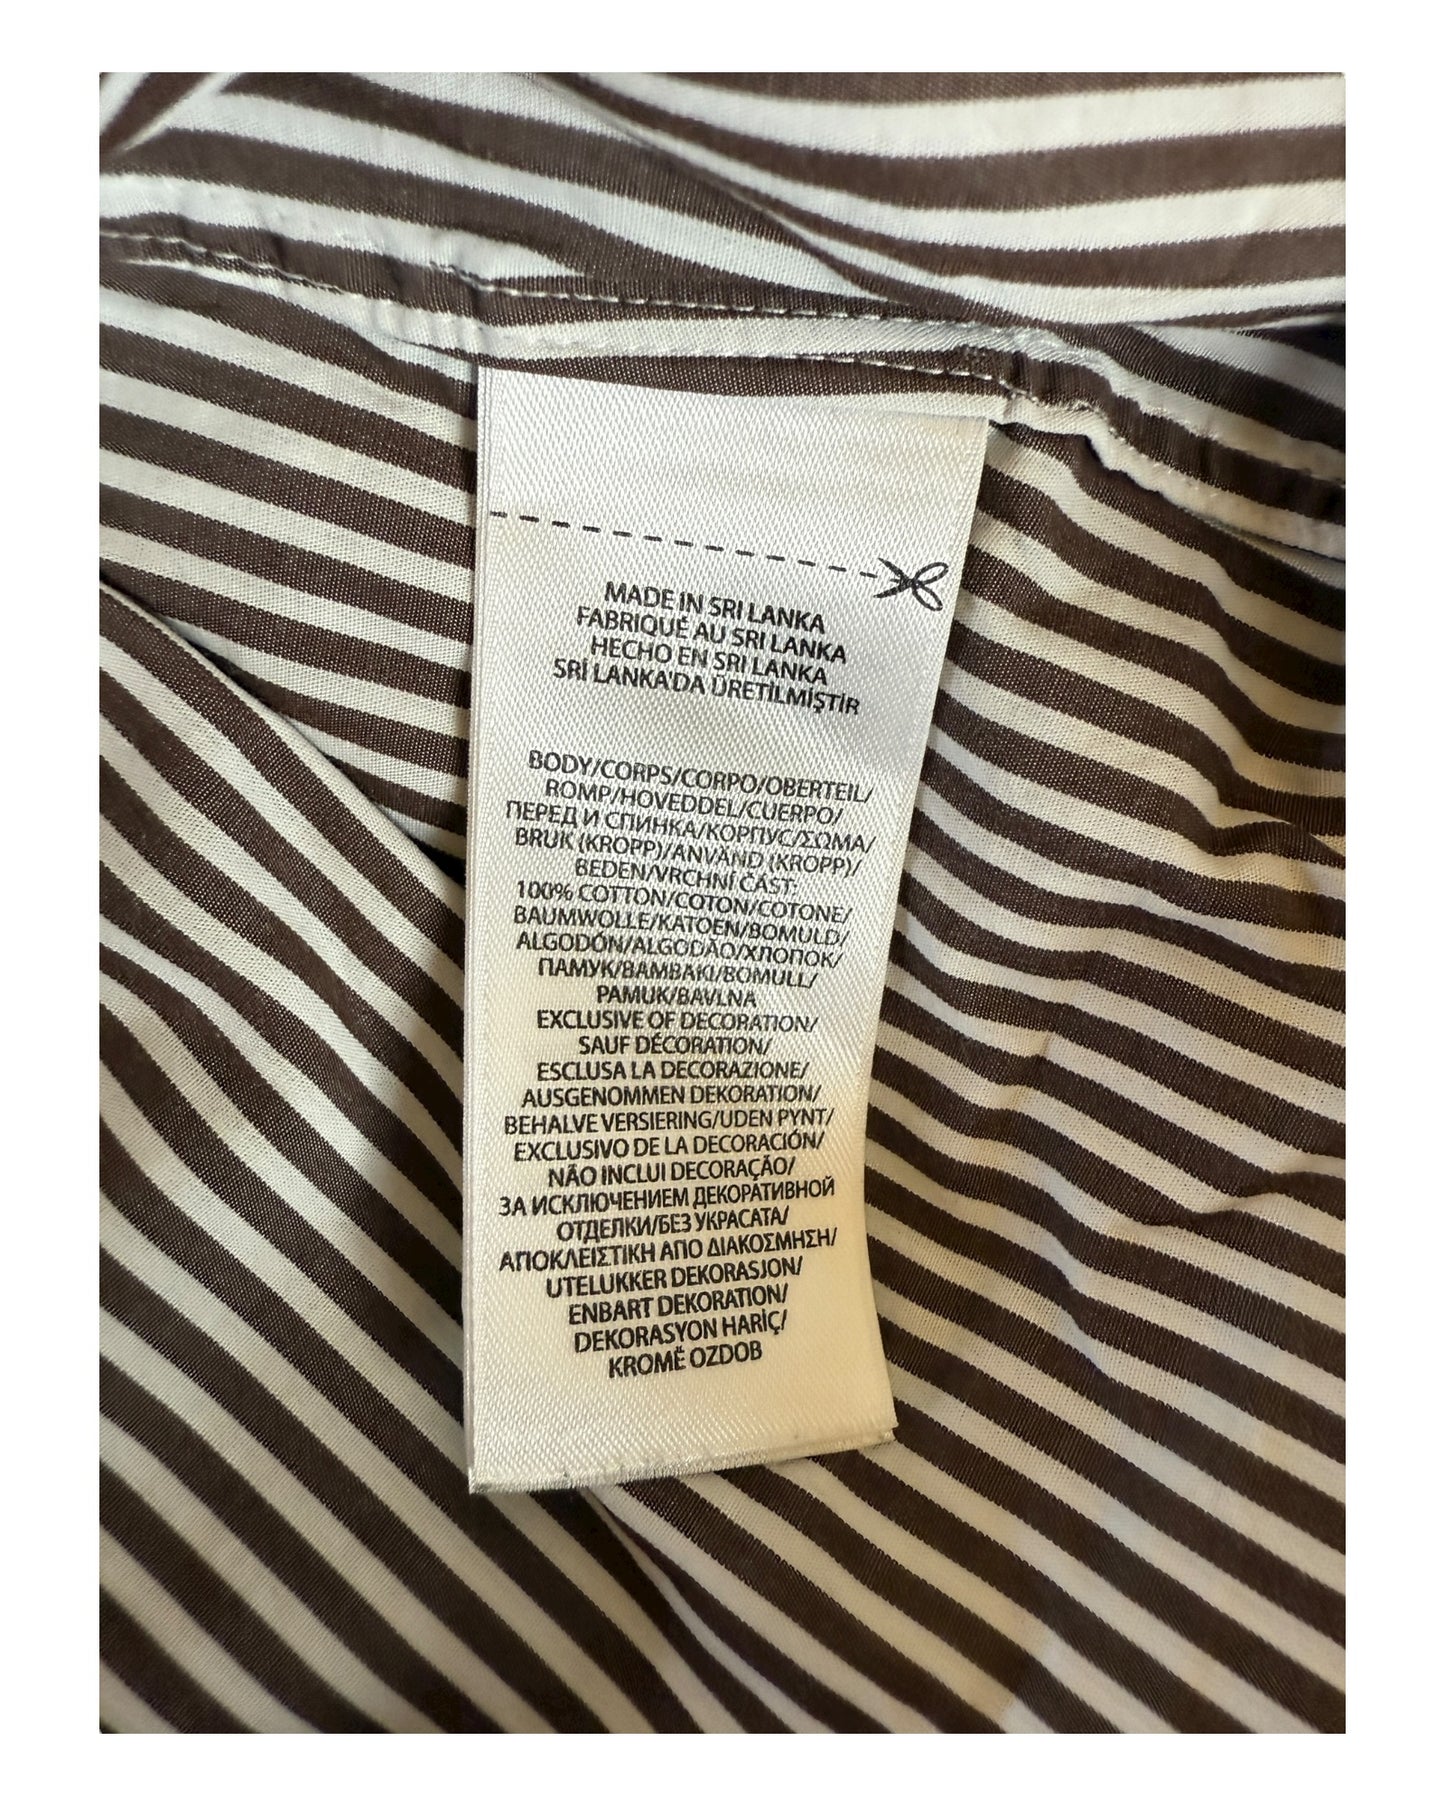 MADE IN SRI LANKA
FABRIQUÉ AU SRI LANKA
HECHO EN SRI LANKA
SRİ LANKA'DA ÜRETİLMİŞTİR
BODY/CORPS/CORPO/OBERTEIL/
ROMP/HOVEDDEL/CUERPO/
ПЕРЕД И СПИНКА/КОРПУС/ΣΩΜΑ/
BRUK (KROPP)/ANVÄND (KROPP)/
BEDEN/VRCHNÍ ČÁST:
100% COTTON/COTON/COTONE/
BAUMWOLLE/KATOEN/BOMULD/
ALGODÓN/ALGODÃO/ХЛОПОК/
ПАМУК/ΒΑΜΒΑΚΙ/BOMULL/
PAMUK/BAVLNA
EXCLUSIVE OF DECORATION/
SAUF DÉCORATION/
ESCLUSA LA DECORAZIONE/
AUSGENOMMEN DEKORATION/
BEHALVE VERSIERING/UDEN PYNT/
EXCLUSIVO DE LA DECORACIÓN/
NÃO INCLUI DECORAÇÃO/
ЗА ИСКЛЮЧЕНИЕМ ДЕКОРАТИВНОЙ
ОТДЕЛКИ/БЕЗ УКРАСАТА/
ΑΠΟΚΛΕΙΣΤΙΚΗ ΑΠΟ ΔΙΑΚΟΣΜΗΣΗ/
UTELUKKER DEKORASJON/
ENBART DEKORATION/
DEKORASYON HARİÇ/
KROMĚ OZDOB